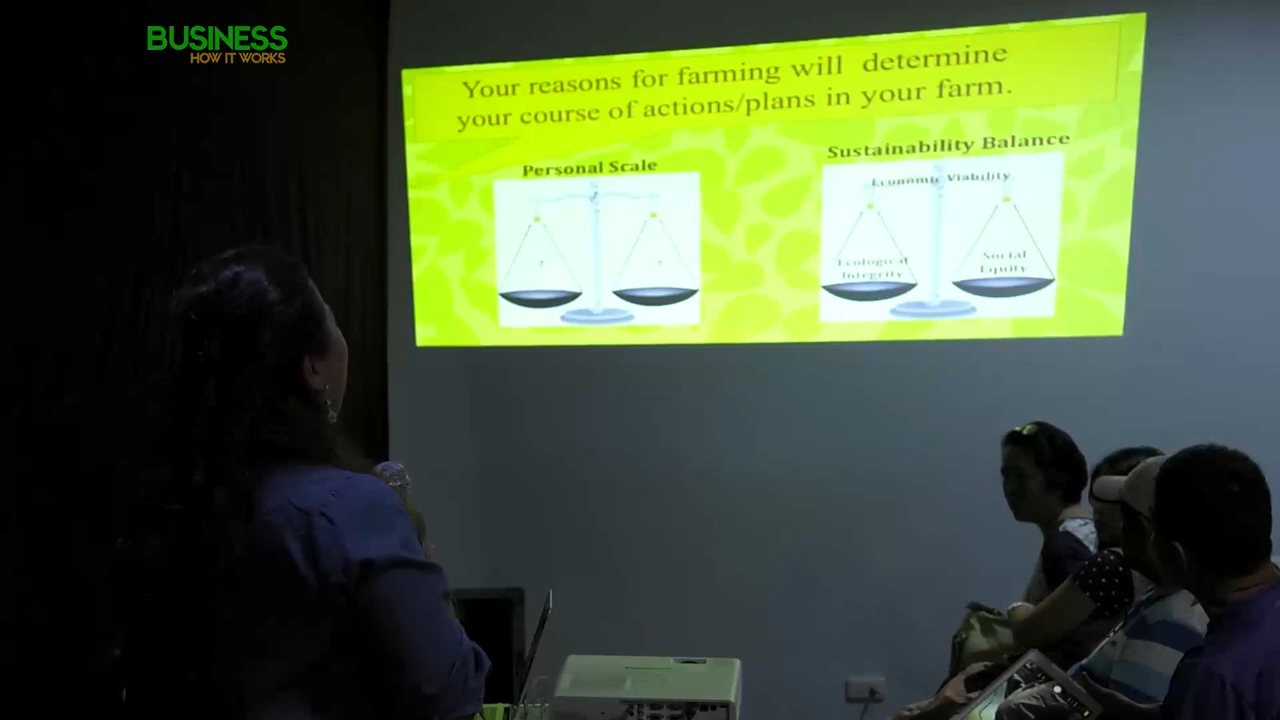 BUSINESS
HOW IT WORKS
Your reasons for farming will determine
your course of actions/plans in your farm.
Personal Scale
Sustainability Balance
Economic Viability
Ecological
Integrity
Social
Equity